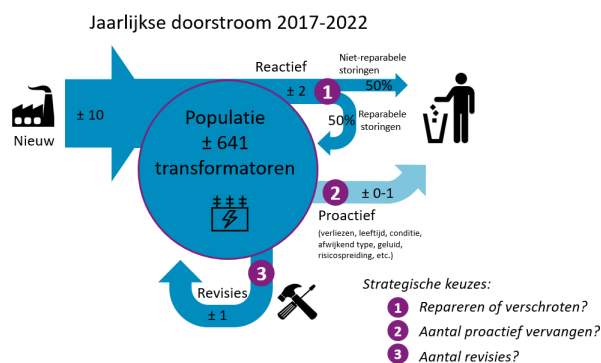 Jaarlijkse doorstroom 2017-2022
Reactief
Niet-reparabele
storingen
± 2
1
50%
± 10
Nieuw
50%
Reparabele
storingen
Populatie
± 641
transformatoren
2
± 0-1
Proactief
(verliezen, leeftijd, conditie,
afwijkend type, geluid,
risicospreiding, etc.)
3
Revisies
± 1
Strategische keuzes:
1 Repareren of verschroten?
2 Aantal proactief vervangen?
3 Aantal revisies?